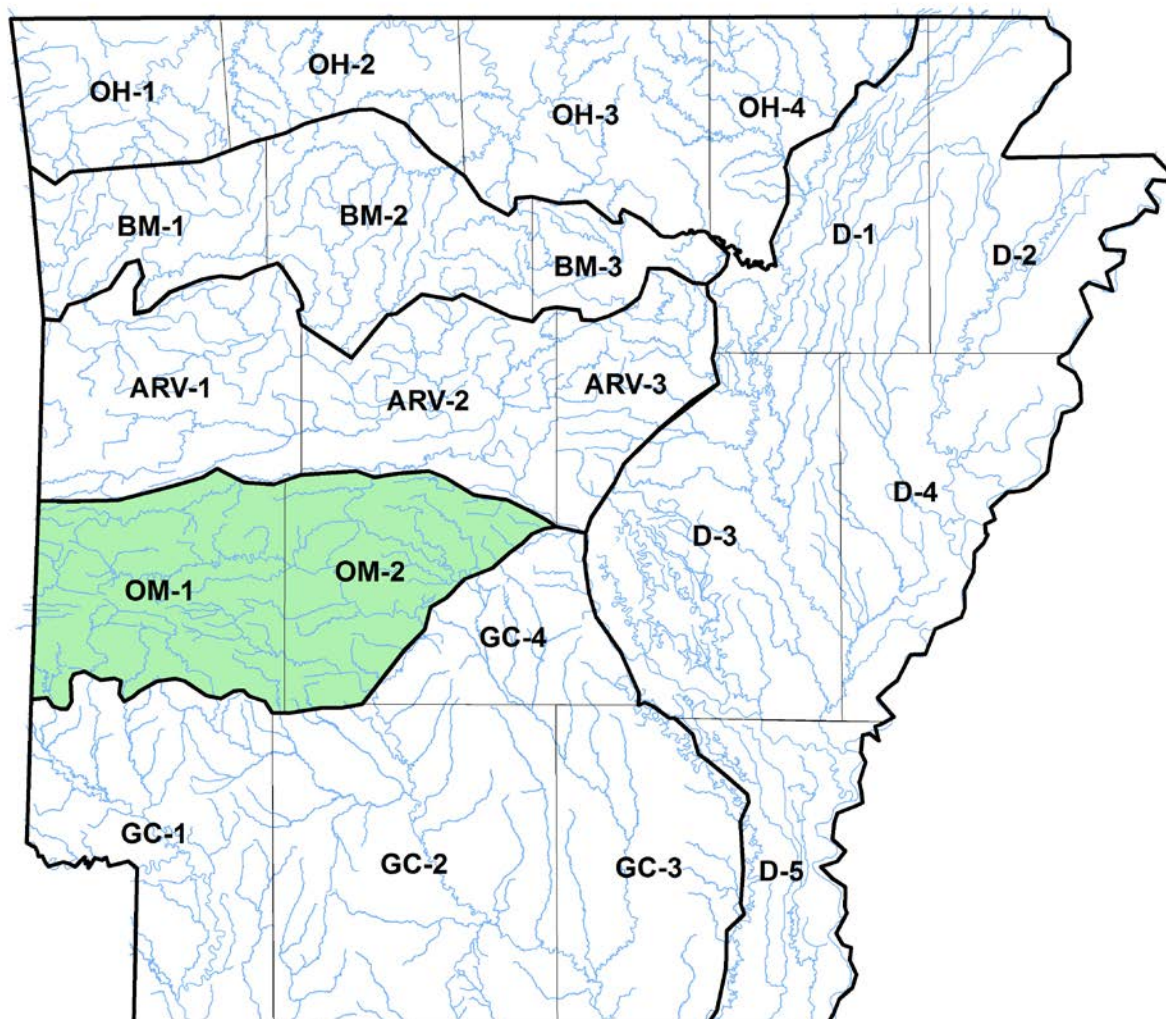 OH-1
OH-2
OH-3
OH-4
BM-1
BM-2
BM-3
D-1
D-2
ARV-1
ARV-2
ARV-3
D-3
D-4
OM-1
OM-2
GC-4
GC-1
GC-2
GC-3
D-5